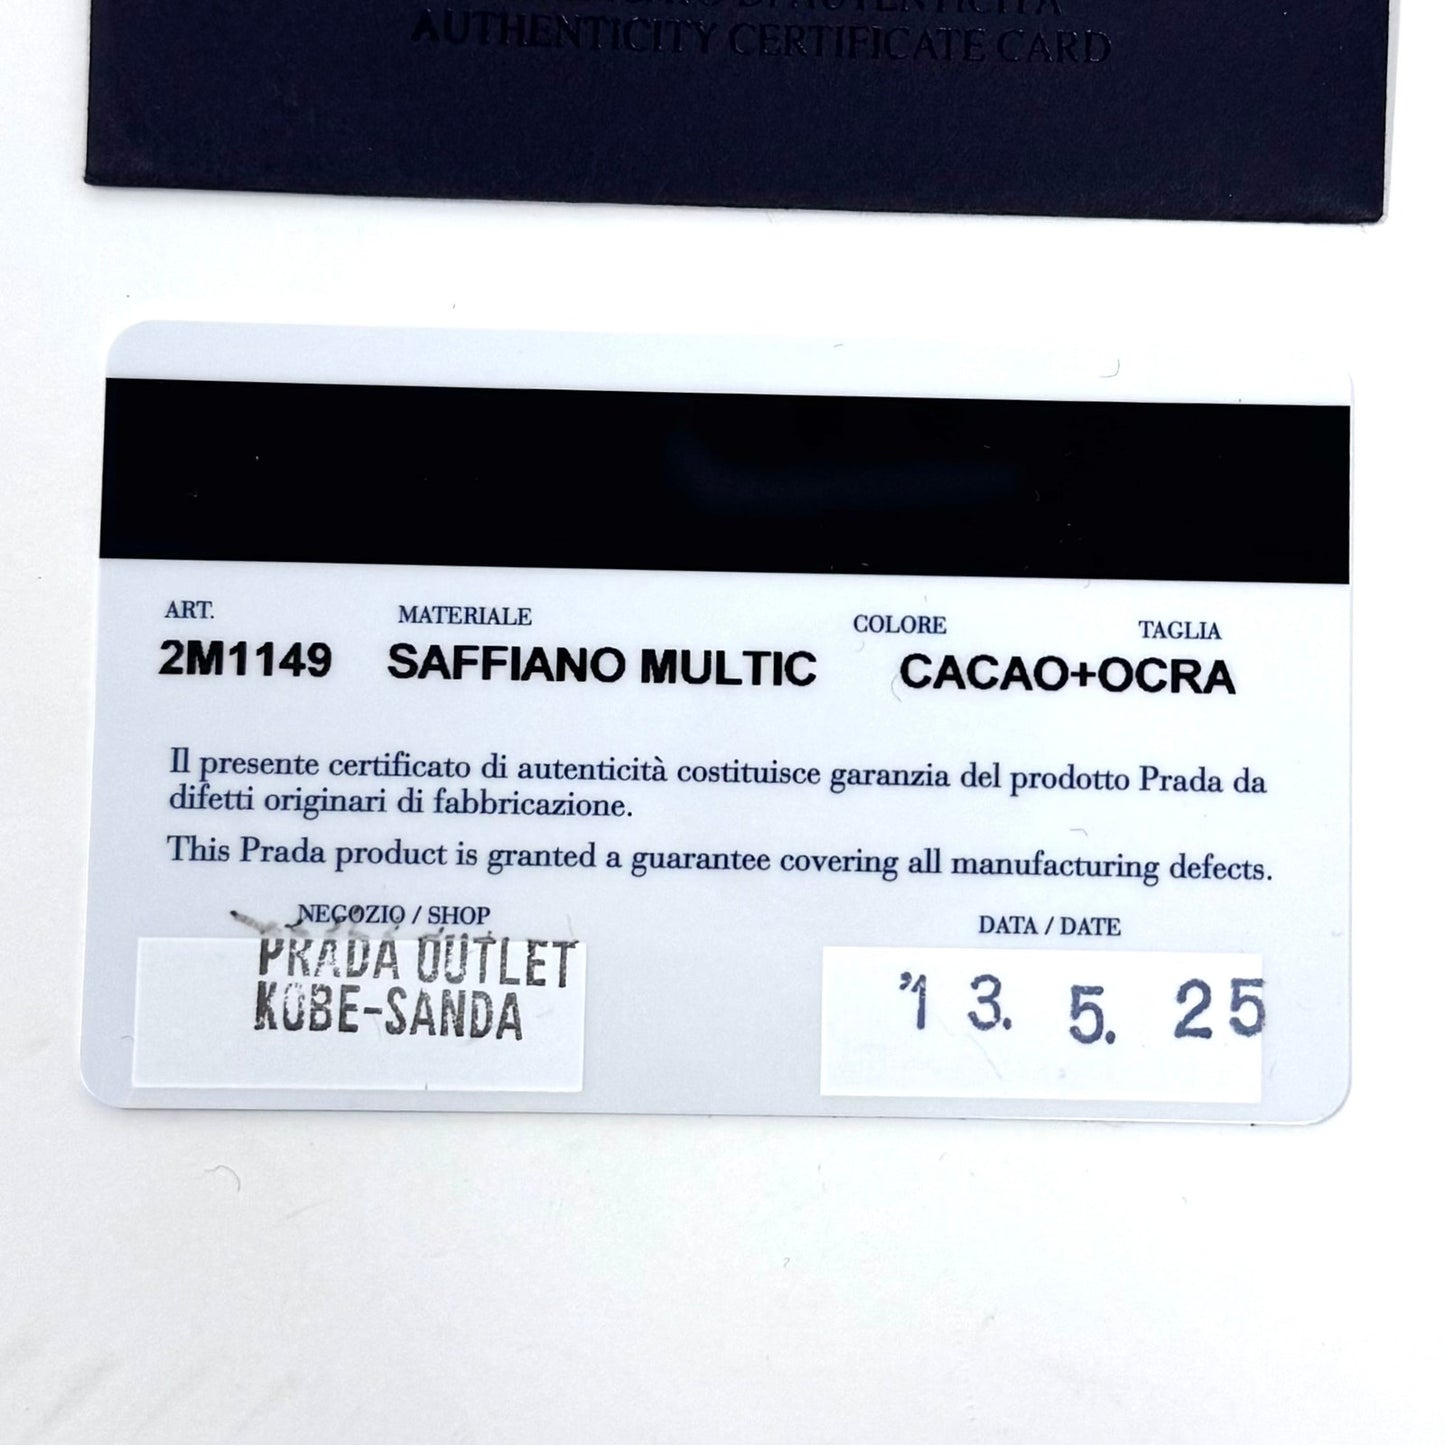 AUTHENTICITY CERTIFICATE CARD
ART. MATERIALE COLORE TAGLIA
2M1149 SAFFIANO MULTIC CACAO+OCRA
Il presente certificato di autenticità costituisce garanzia del prodotto Prada da
difetti originari di fabbricazione.
This Prada product is granted a guarantee covering all manufacturing defects.
NEGOZIO / SHOP DATA / DATE
PRADA OUTLET
KOBE-SANDA
'13. 5. 25